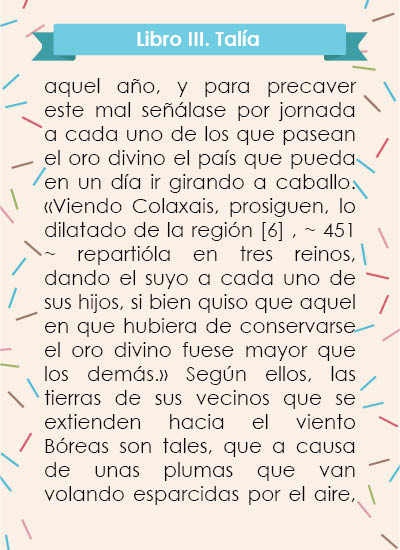 Libro III. Talía
aquel año, y para precaver
este mal señálase por jornada
a cada uno de los que pasean
el oro divino el país que pueda
en un día ir girando a caballo.
«Viendo Colaxais, prosiguen, lo
dilatado de la región [6] , ~ 451
~ repartióla en tres reinos,
dando el suyo a cada uno de
sus hijos, si bien quiso que aquel
en que hubiera de conservarse
el oro divino fuese mayor que
los demás.» Según ellos, las
tierras de sus vecinos que se
extienden hacia el viento
Bóreas son tales, que a causa
de unas plumas que van
volando esparcidas por el aire,